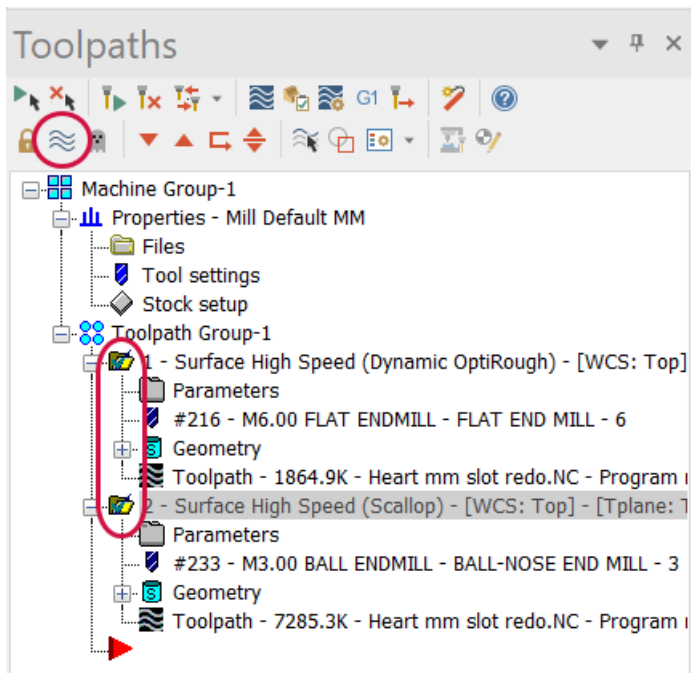 Toolpaths
G1
Machine Group-1
Properties - Mill Default MM
Files
Tool settings
Stock setup
Toolpath Group-1
1 - Surface High Speed (Dynamic OptiRough) - [WCS: Top]
Parameters
#216 - M6.00 FLAT ENDMILL - FLAT END MILL - 6
Geometry
Toolpath - 1864.9K - Heart mm slot redo.NC - Program
2 - Surface High Speed (Scallop) - [WCS: Top] - [Tplane:
Parameters
#233 - M3.00 BALL ENDMILL - BALL-NOSE END MILL - 3
Geometry
Toolpath - 7285.3K - Heart mm slot redo.NC - Program